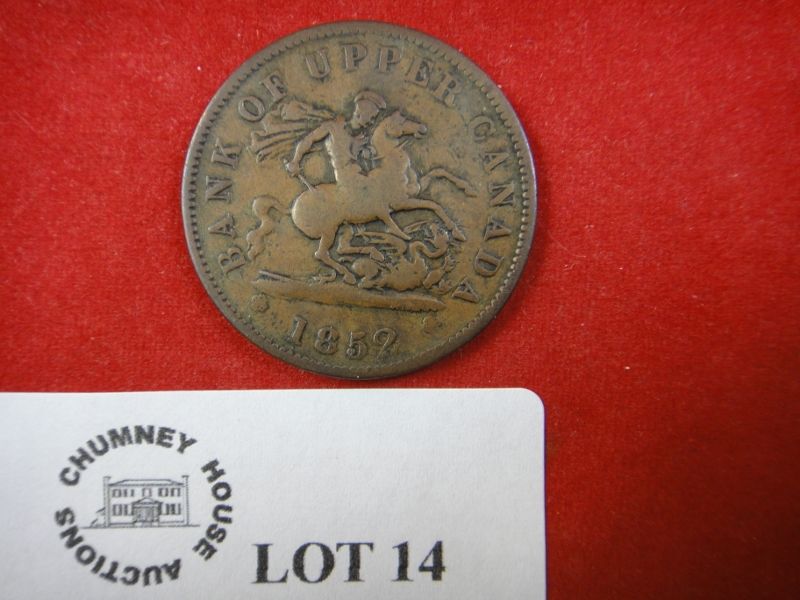 BANK OF UPPER CANADA
1852
CHUMNEY HOUSE AUCTIONS
LOT 14